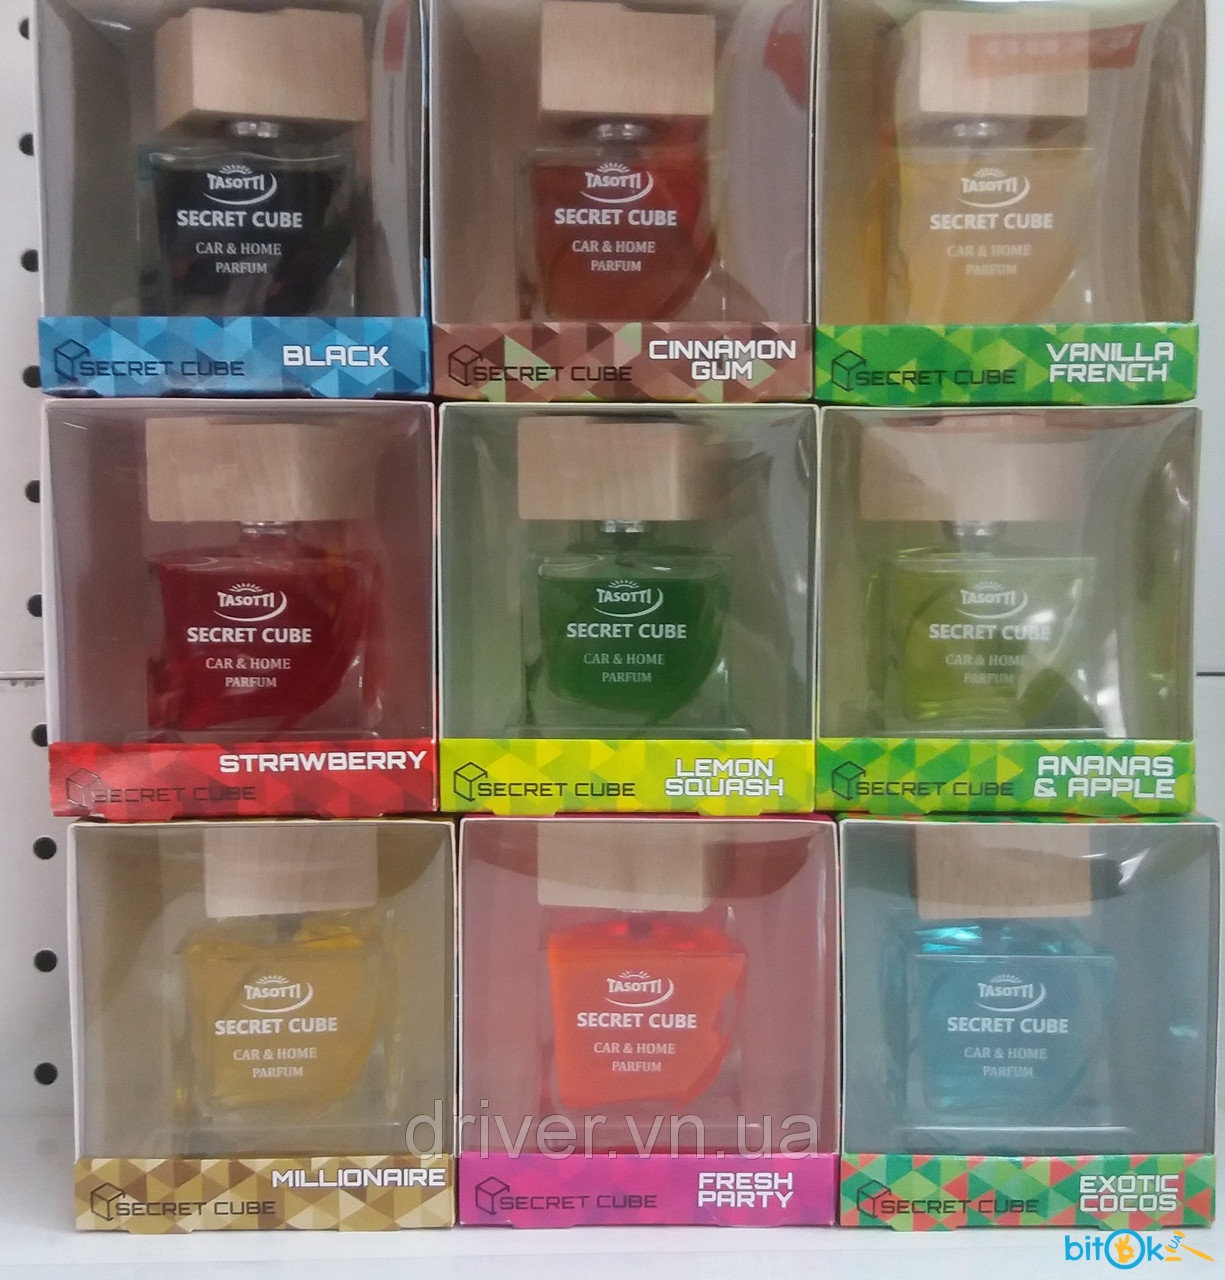 TASOTTI
SECRET CUBE
CAR & HOME
PARFUM
SECRET CUBE
BLACK
TASOTTI
SECRET CUBE
CAR & HOME
PARFUM
SECRET CUBE
CINNAMON
GUM
TASOTTI
SECRET CUBE
CAR & HOME
PARFUM
SECRET CUBE
VANILLA
FRENCH
TASOTTI
SECRET CUBE
CAR & HOME
PARFUM
STRAWBERRY
SECRET CUBE
TASOTTI
SECRET CUBE
CAR & HOME
PARFUM
SECRET CUBE
LEMON
SQUASH
TASOTTI
SECRET CUBE
CAR & HOME
PARFUM
SECRET CUBE
ANANAS
& APPLE
TASOTTI
SECRET CUBE
CAR & HOME
PARFUM
MILLIONAIRE
SECRET CUBE
TASOTTI
SECRET CUBE
CAR & HOME
PARFUM
SECRET CUBE
FRESH
PARTY
TASOTTI
SECRET CUBE
CAR & HOME
PARFUM
SECRET CUBE
EXOTIC
COCOS
driver.vn.ua
bitOk UA